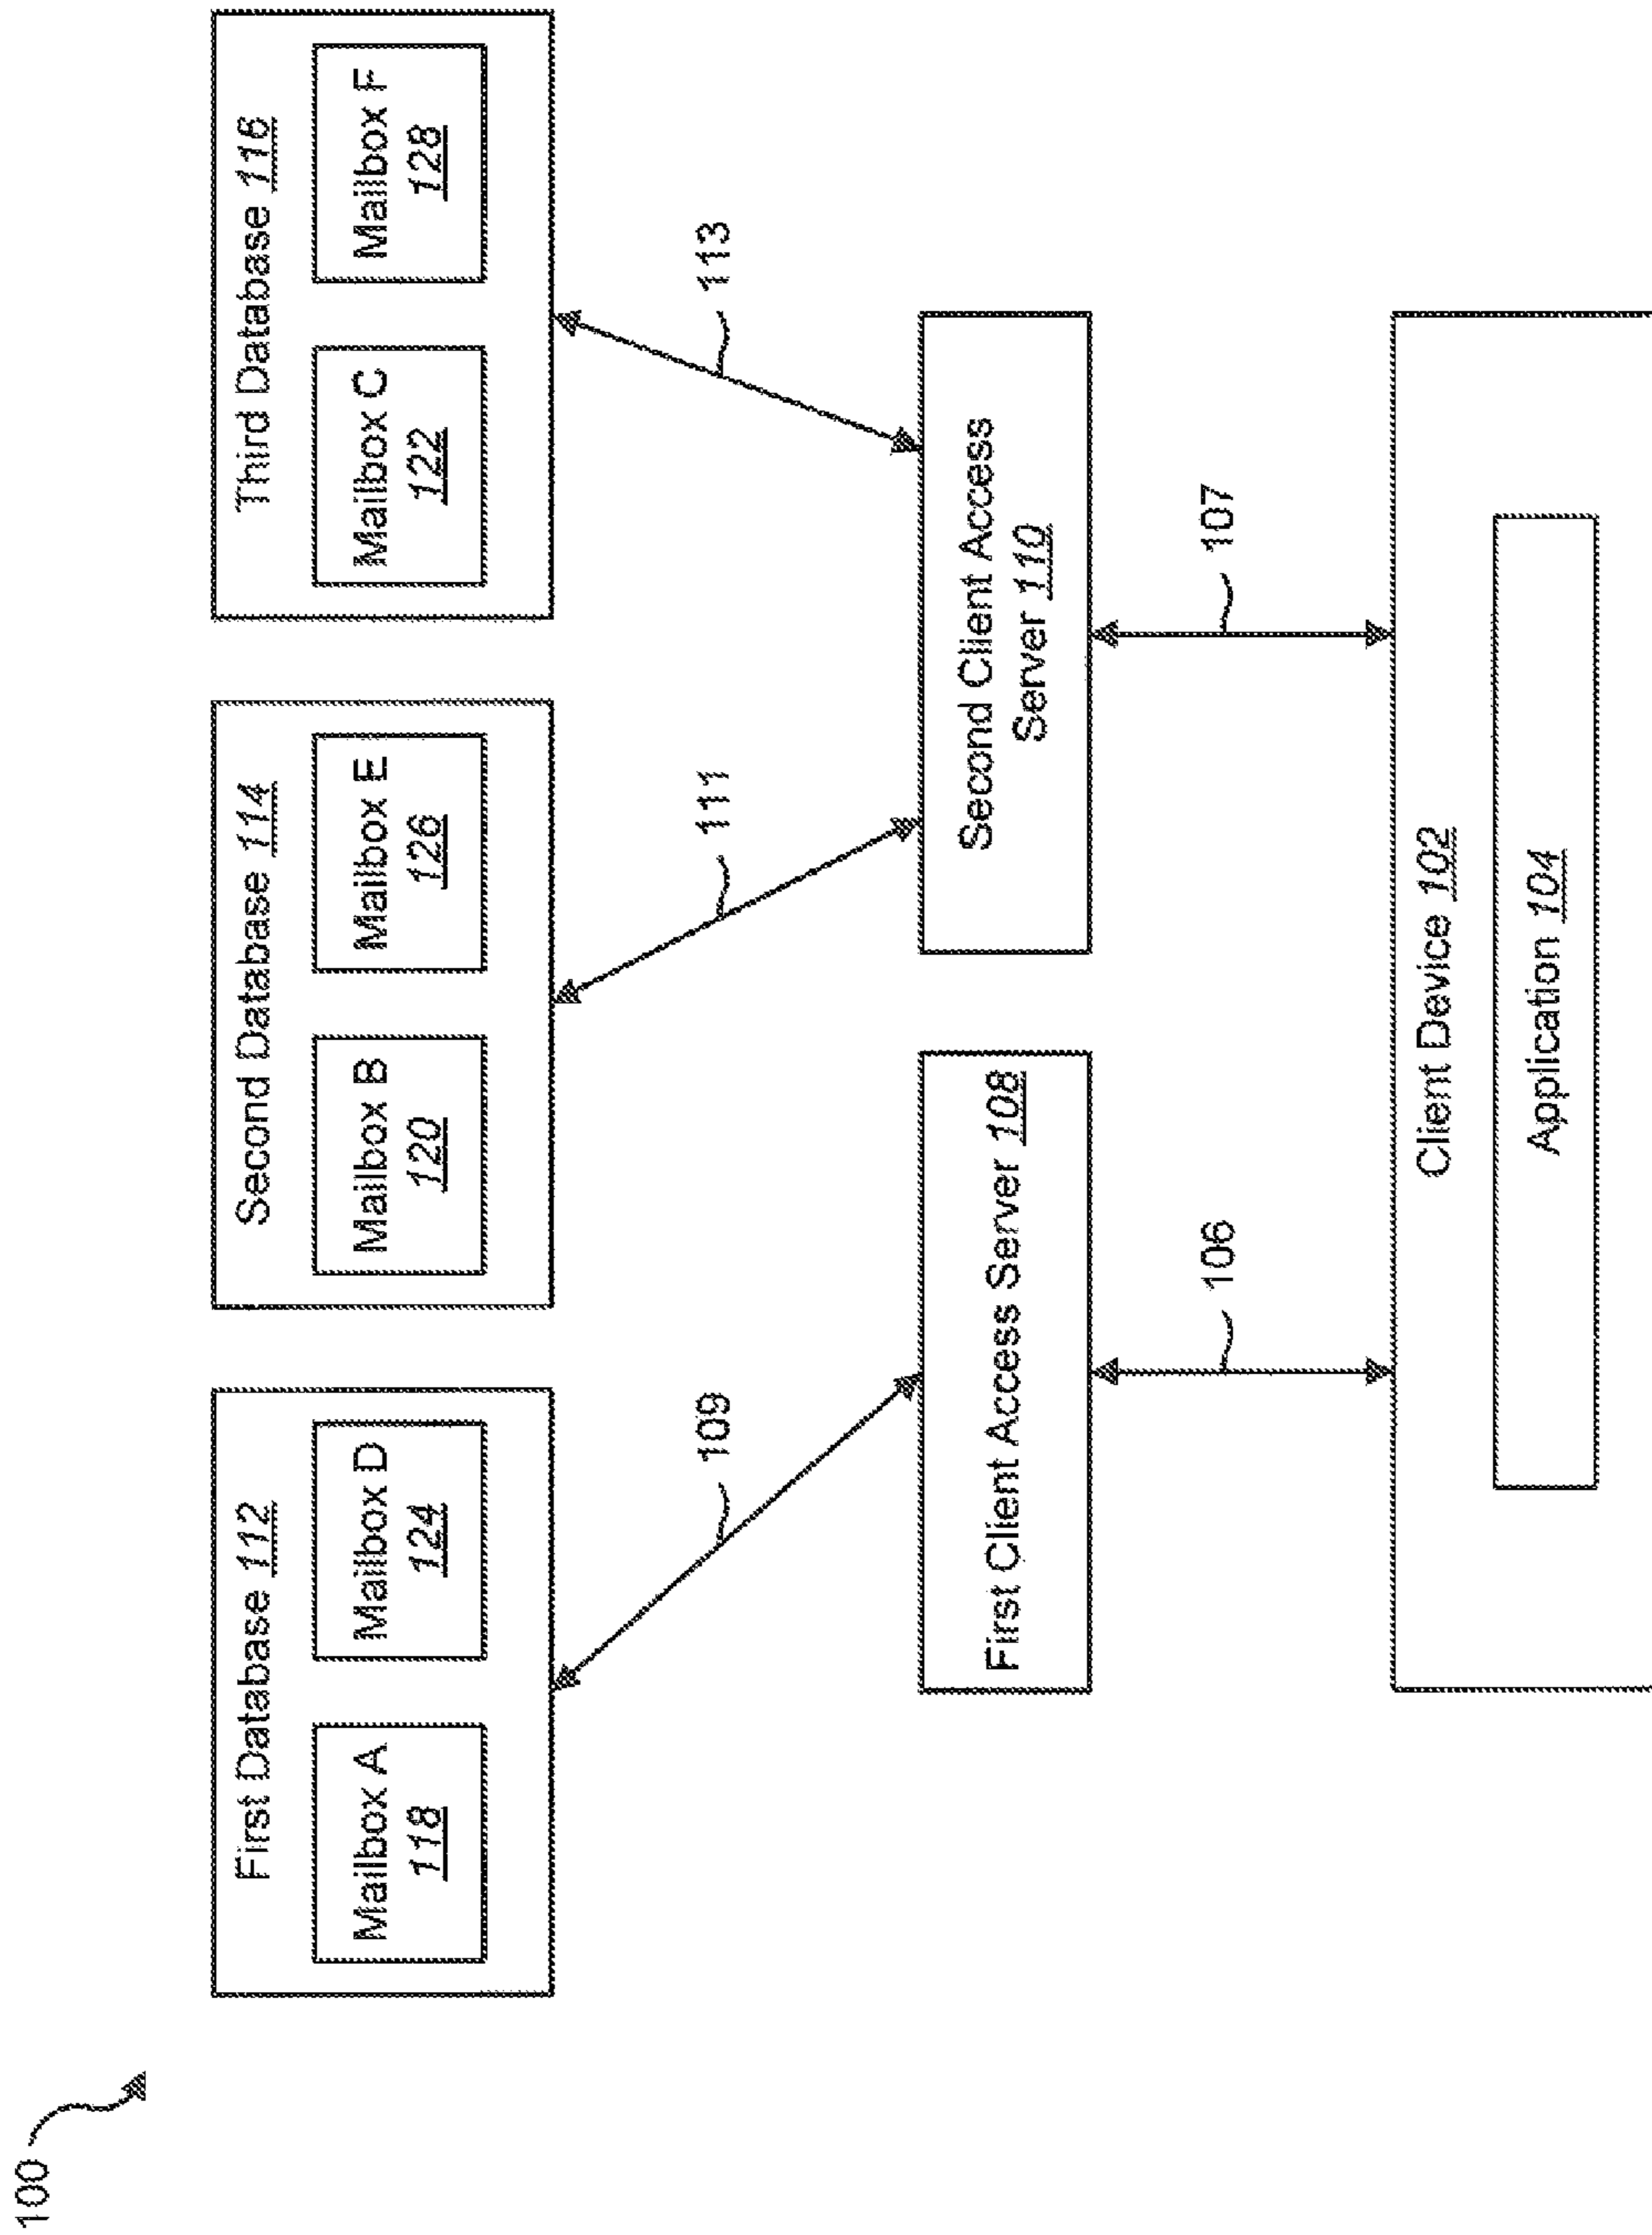 100
First Database 112
Mailbox A
118
Mailbox D
124
Second Database 114
Mailbox B
120
Mailbox E
126
Third Database 116
Mailbox C
122
Mailbox F
128
109
111
113
First Client Access Server 108
Second Client Access
Server 110
106
107
Client Device 102
Application 104